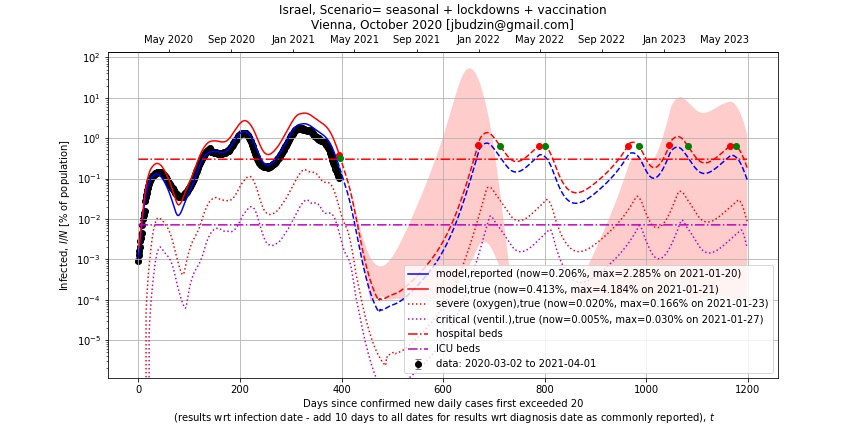 Israel, Scenario= seasonal + lockdowns + vaccination
Vienna, October 2020 [jbudzin@gmail.com]
May 2020 Sep 2020 Jan 2021 May 2021 Sep 2021 Jan 2022 May 2022 Sep 2022 Jan 2023 May 2023
Infected, I/N [% of population]
10²
10¹
10⁰
10⁻¹
10⁻²
10⁻³
10⁻⁴
10⁻⁵
model,reported (now=0.206%, max=2.285% on 2021-01-20)
model,true (now=0.413%, max=4.184% on 2021-01-21)
severe (oxygen),true (now=0.020%, max=0.166% on 2021-01-23)
critical (ventil.),true (now=0.005%, max=0.030% on 2021-01-27)
hospital beds
ICU beds
data: 2020-03-02 to 2021-04-01
0 200 400 600 800 1000 1200
Days since confirmed new daily cases first exceeded 20
(results wrt infection date - add 10 days to all dates for results wrt diagnosis date as commonly reported), t